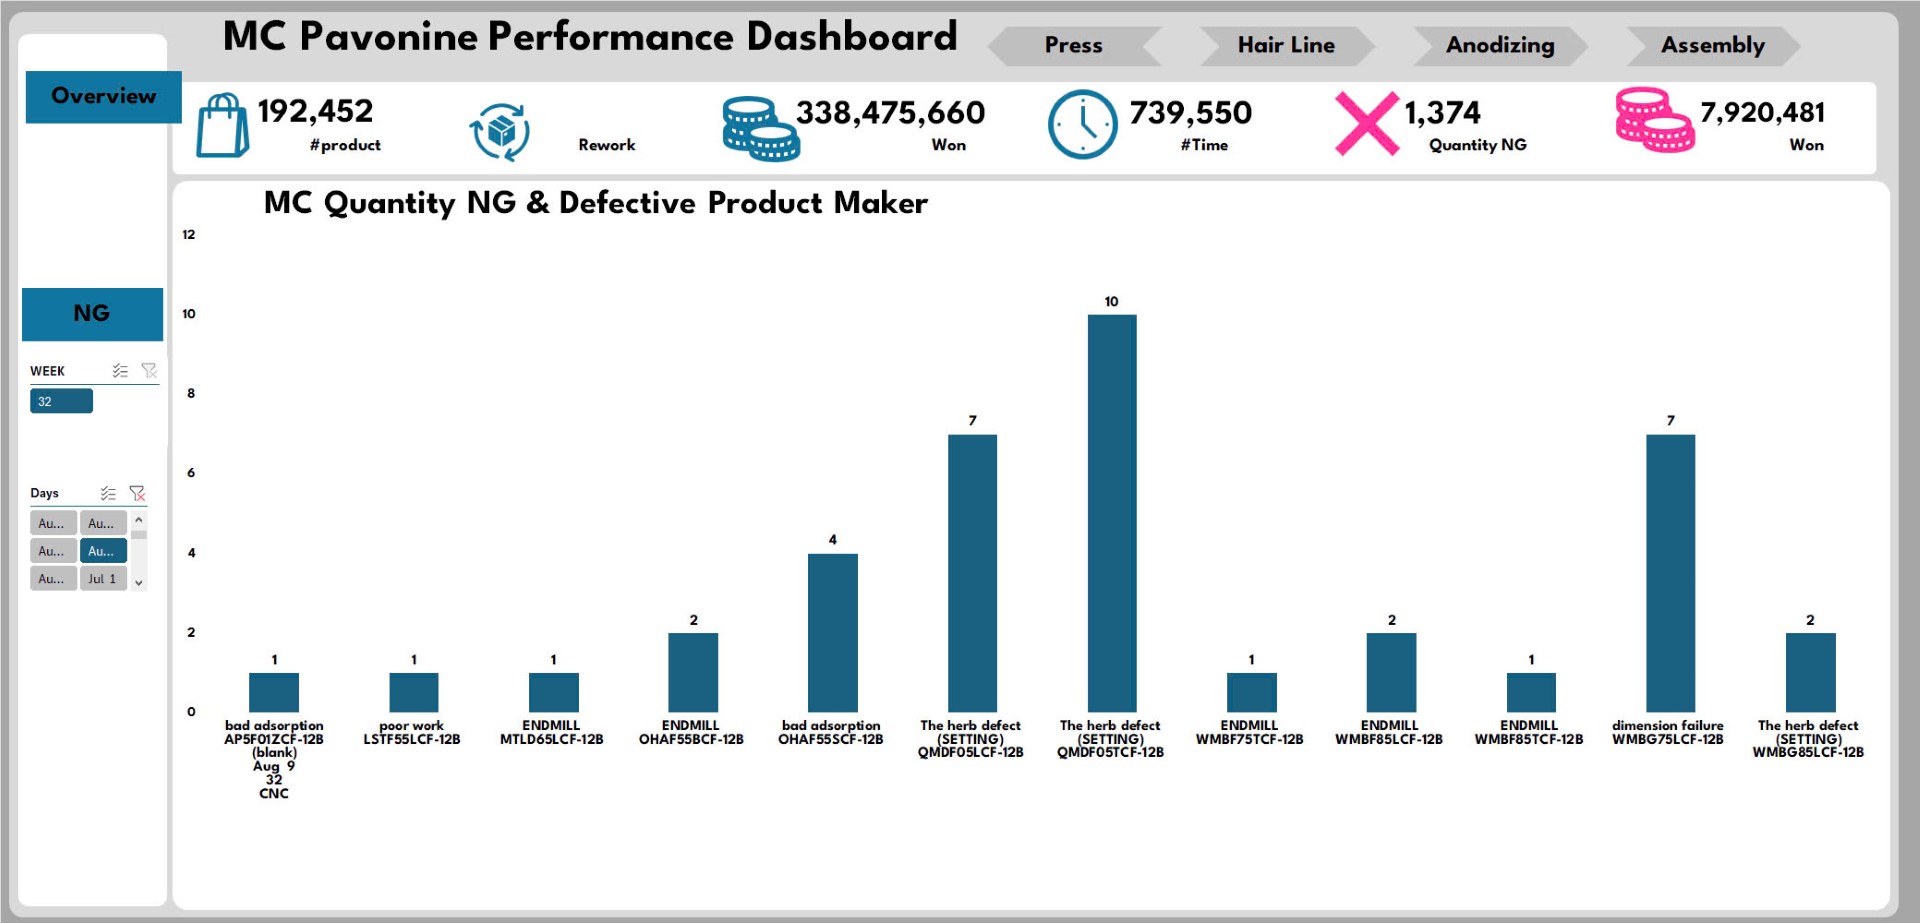 MC Pavonine Performance Dashboard
Press
Hair Line
Anodizing
Assembly
Overview
192,452
#product
Rework
338,475,660
Won
739,550
#Time
1,374
Quantity NG
7,920,481
Won
NG
WEEK
32
Days
Au... Au...
Au... Au...
Au... Jul 1
MC Quantity NG & Defective Product Maker
12
10
8
6
4
2
0
1
1
1
2
4
7
10
1
2
1
7
2
bad adsorption
AP5F01ZCF-12B
(blank)
Aug 9
32
CNC
poor work
LSTF55LCF-12B
ENDMILL
MTLD65LCF-12B
ENDMILL
OHAF55BCF-12B
bad adsorption
OHAF55SCF-12B
The herb defect
(SETTING)
QMDF05LCF-12B
The herb defect
(SETTING)
QMDF05TCF-12B
ENDMILL
WMBF75TCF-12B
ENDMILL
WMBF85LCF-12B
ENDMILL
WMBF85TCF-12B
dimension failure
WMBG75LCF-12B
The herb defect
(SETTING)
WMBG85LCF-12B